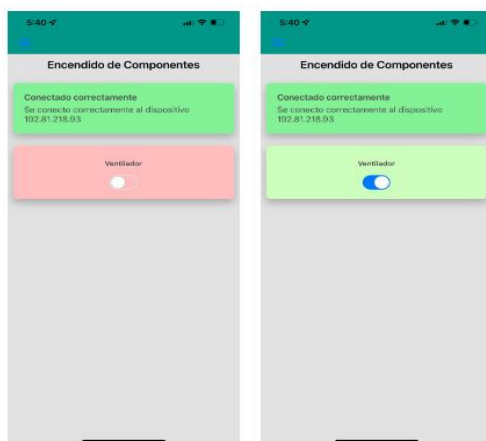 5:40
Encendido de Componentes
Conectado correctamente
Se conecto correctamente al dispositivo
192.81.218.93
Ventilador
5:40
Encendido de Componentes
Conectado correctamente
Se conecto correctamente al dispositivo
192.81.218.93
Ventilador